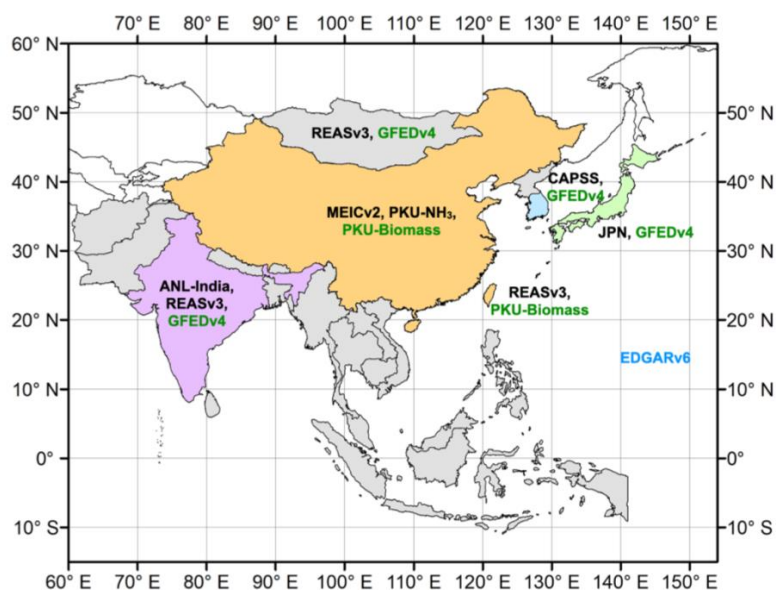 70° E 80° E 90° E 100° E 110° E 120° E 130° E 140° E 150° E
60° N
50° N
50° N
REASv3, GFEDv4
40° N
40° N
CAPSS,
GFEDv4
MEICv2, PKU-NH₃,
PKU-Biomass
JPN, GFEDv4
30° N
30° N
ANL-India,
REASv3,
GFEDv4
REASv3,
PKU-Biomass
20° N
20° N
EDGARv6
10° N
10° N
0°
0°
10° S
10° S
60° E 70° E 80° E 90° E 100° E 110° E 120° E 130° E 140° E 150° E